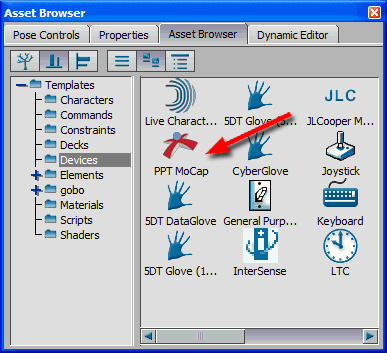 Asset Browser
Pose Controls Properties Asset Browser Dynamic Editor
Templates
Characters
Commands
Constraints
Decks
Devices
Elements
gobo
Materials
Scripts
Shaders
JLC
Live Charact... 5DT Glove (5... JLCooper M...
PPT MoCap CyberGlove Joystick
5DT DataGlove General Purp... Keyboard
5DT Glove (1... InterSense LTC